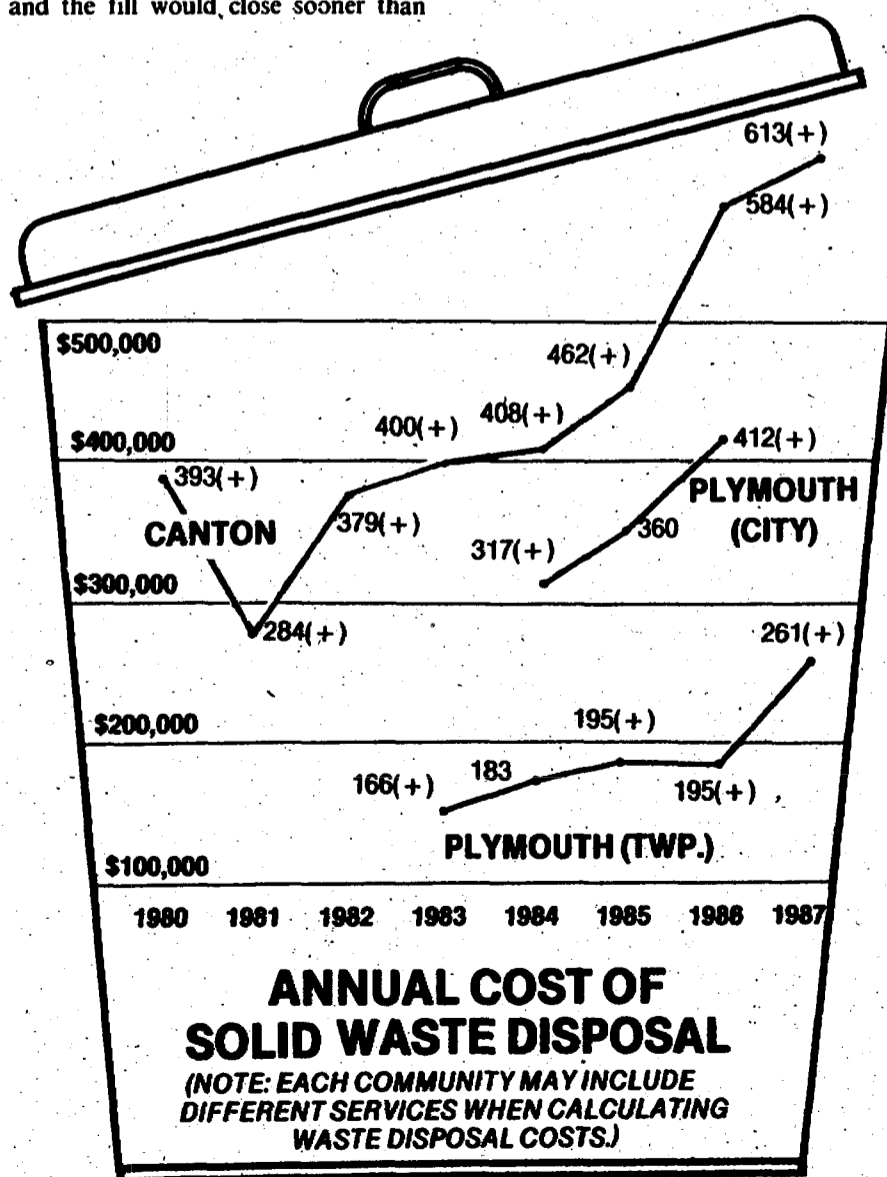 and the fill would close sooner than
613(+)
584(+)
$500,000
462(+)
400(+) 408(+)
$400,000
412(+)
393(+)
PLYMOUTH
(CITY)
CANTON
379(+)
360
317(+)
$300,000
284(+)
261(+)
$200,000
195(+)
166(+) 183
195(+)
PLYMOUTH (TWP.)
$100,000
1980 1981 1982 1983 1984 1985 1986 1987
ANNUAL COST OF
SOLID WASTE DISPOSAL
(NOTE: EACH COMMUNITY MAY INCLUDE
DIFFERENT SERVICES WHEN CALCULATING
WASTE DISPOSAL COSTS.)